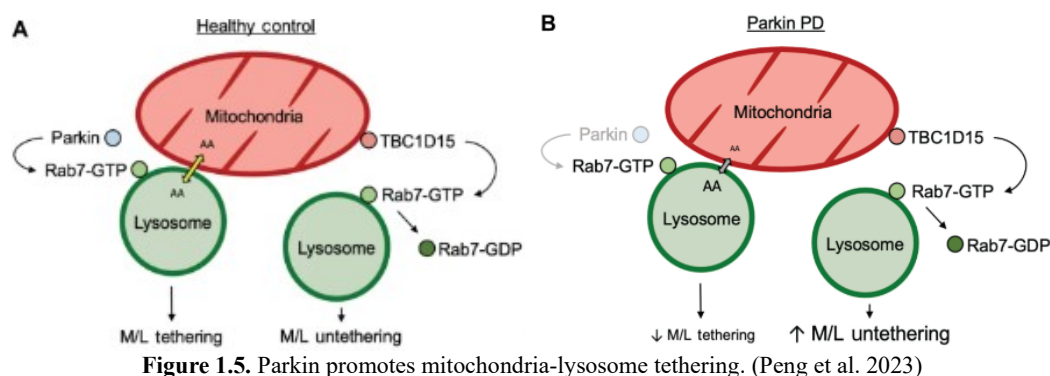 A
Healthy control
Mitochondria
Parkin
AA
TBC1D15
Rab7-GTP
AA
Rab7-GTP
Lysosome
Lysosome
Rab7-GDP
M/L tethering
M/L untethering
B
Parkin PD
Mitochondria
Parkin
AA
TBC1D15
Rab7-GTP
AA
Rab7-GTP
Lysosome
Lysosome
Rab7-GDP
↓ M/L tethering
↑ M/L untethering
Figure 1.5. Parkin promotes mitochondria-lysosome tethering. (Peng et al. 2023)